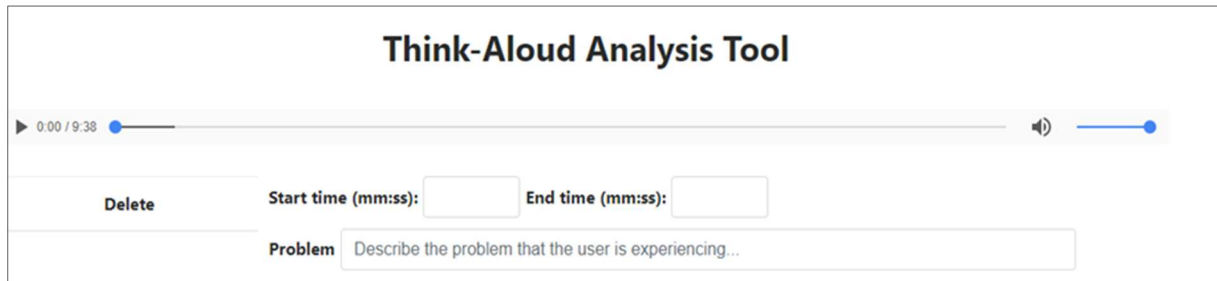 Think-Aloud Analysis Tool
0:00 / 9:38
Delete
Start time (mm:ss): End time (mm:ss):
Problem Describe the problem that the user is experiencing...